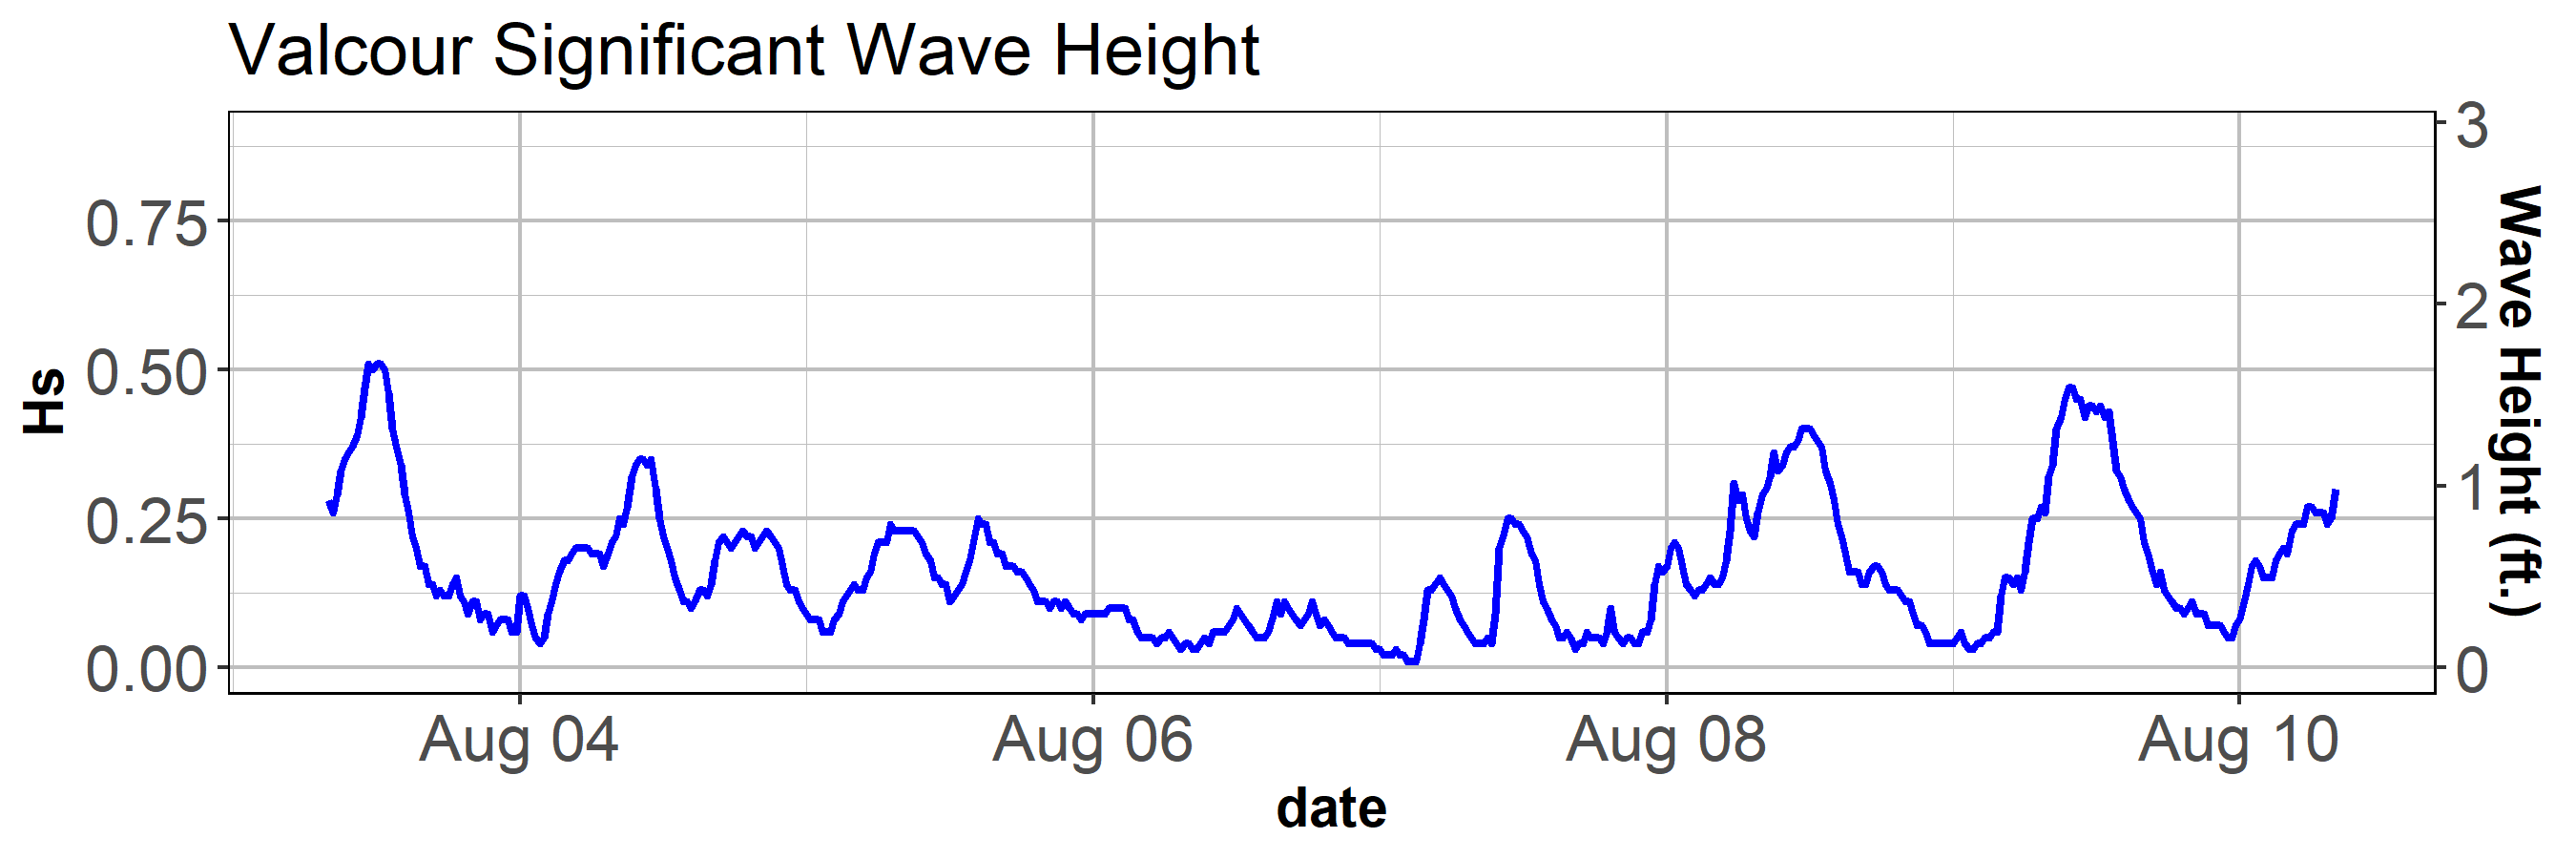 Valcour Significant Wave Height
Hs
0.75
0.50
0.25
0.00
3
2
1
0
Wave Height (ft.)
Aug 04
Aug 06
Aug 08
Aug 10
date